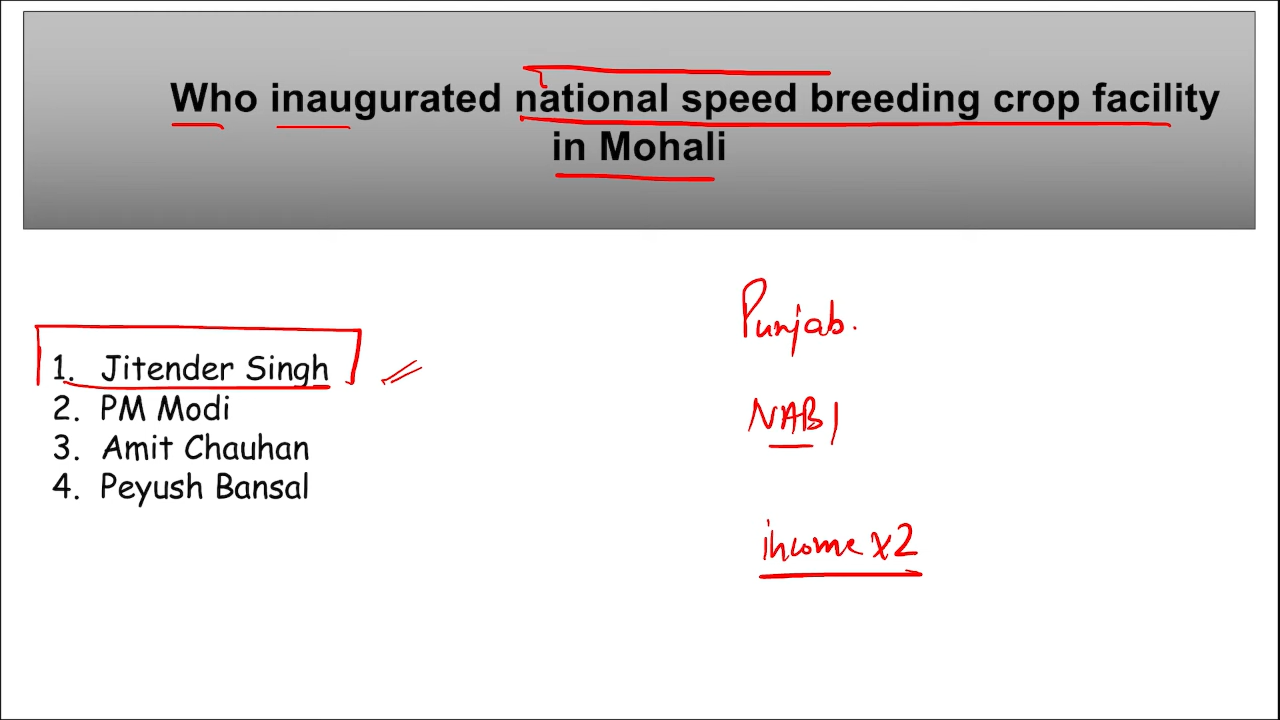 Who inaugurated national speed breeding crop facility
in Mohali
1. Jitender Singh
2. PM Modi
3. Amit Chauhan
4. Peyush Bansal
Punjab.
NABI
income x2